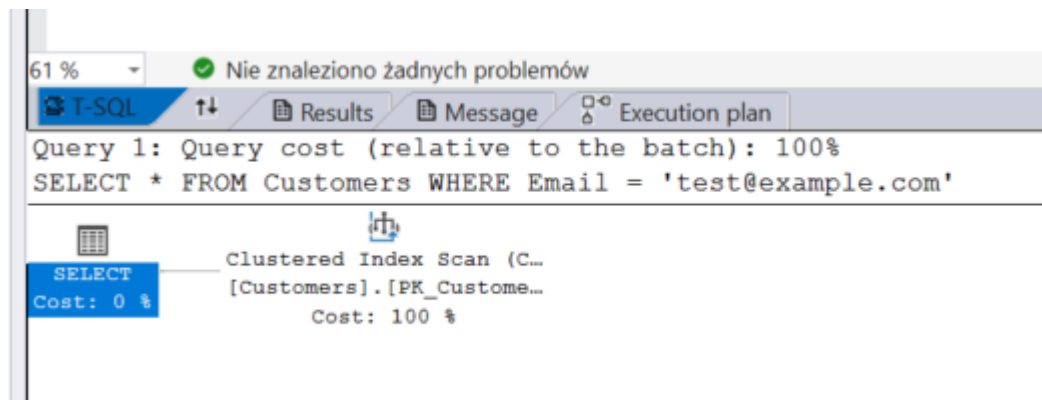 61 % Nie znaleziono żadnych problemów
T-SQL Results Message Execution plan
Query 1: Query cost (relative to the batch): 100%
SELECT * FROM Customers WHERE Email = 'test@example.com'
SELECT
Cost: 0 %
Clustered Index Scan (C…
[Customers].[PK_Custome…
Cost: 100 %